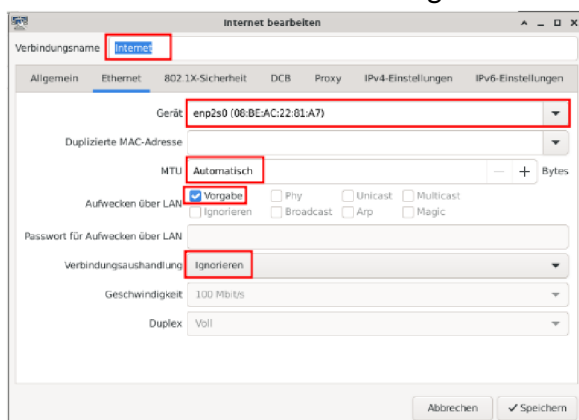 Internet bearbeiten
Verbindungsname Internet
Allgemein Ethernet 802.1X-Sicherheit DCB Proxy IPv4-Einstellungen IPv6-Einstellungen
Gerät enp2s0 (08:BE:AC:22:81:A7)
Duplizierte MAC-Adresse
MTU Automatisch - + Bytes
Aufwecken über LAN Vorgabe Phy Unicast Multicast
Ignorieren Broadcast Arp Magic
Passwort für Aufwecken über LAN
Verbindungsaushandlung Ignorieren
Geschwindigkeit 100 Mbit/s
Duplex Voll
Abbrechen Speichern